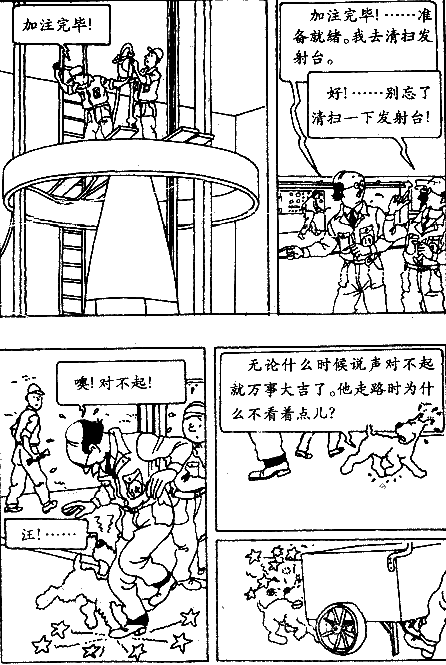 加注完毕!
加注完毕!……准
备就绪。我去清扫发
射台。
好!……别忘了
清扫一下发射台!
噢!对不起!
汪!……
无论什么时候说声对不起
就万事大吉了。他走路时为什
么不看着点儿?